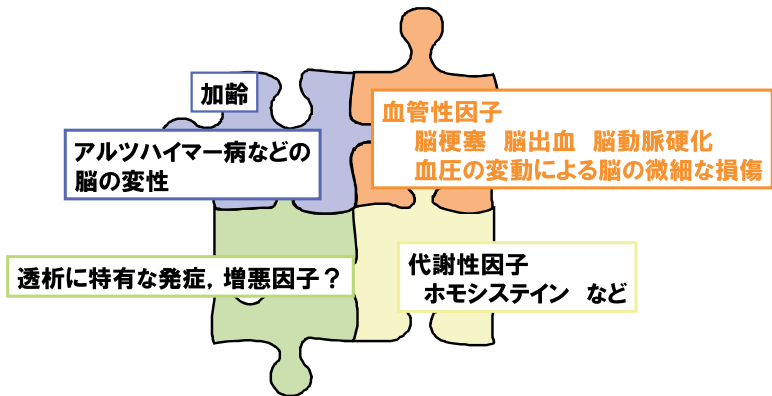 加齢
アルツハイマー病などの
脳の変性
血管性因子
脳梗塞 脳出血 脳動脈硬化
血圧の変動による脳の微細な損傷
透析に特有な発症，増悪因子？
代謝性因子
ホモシステイン など